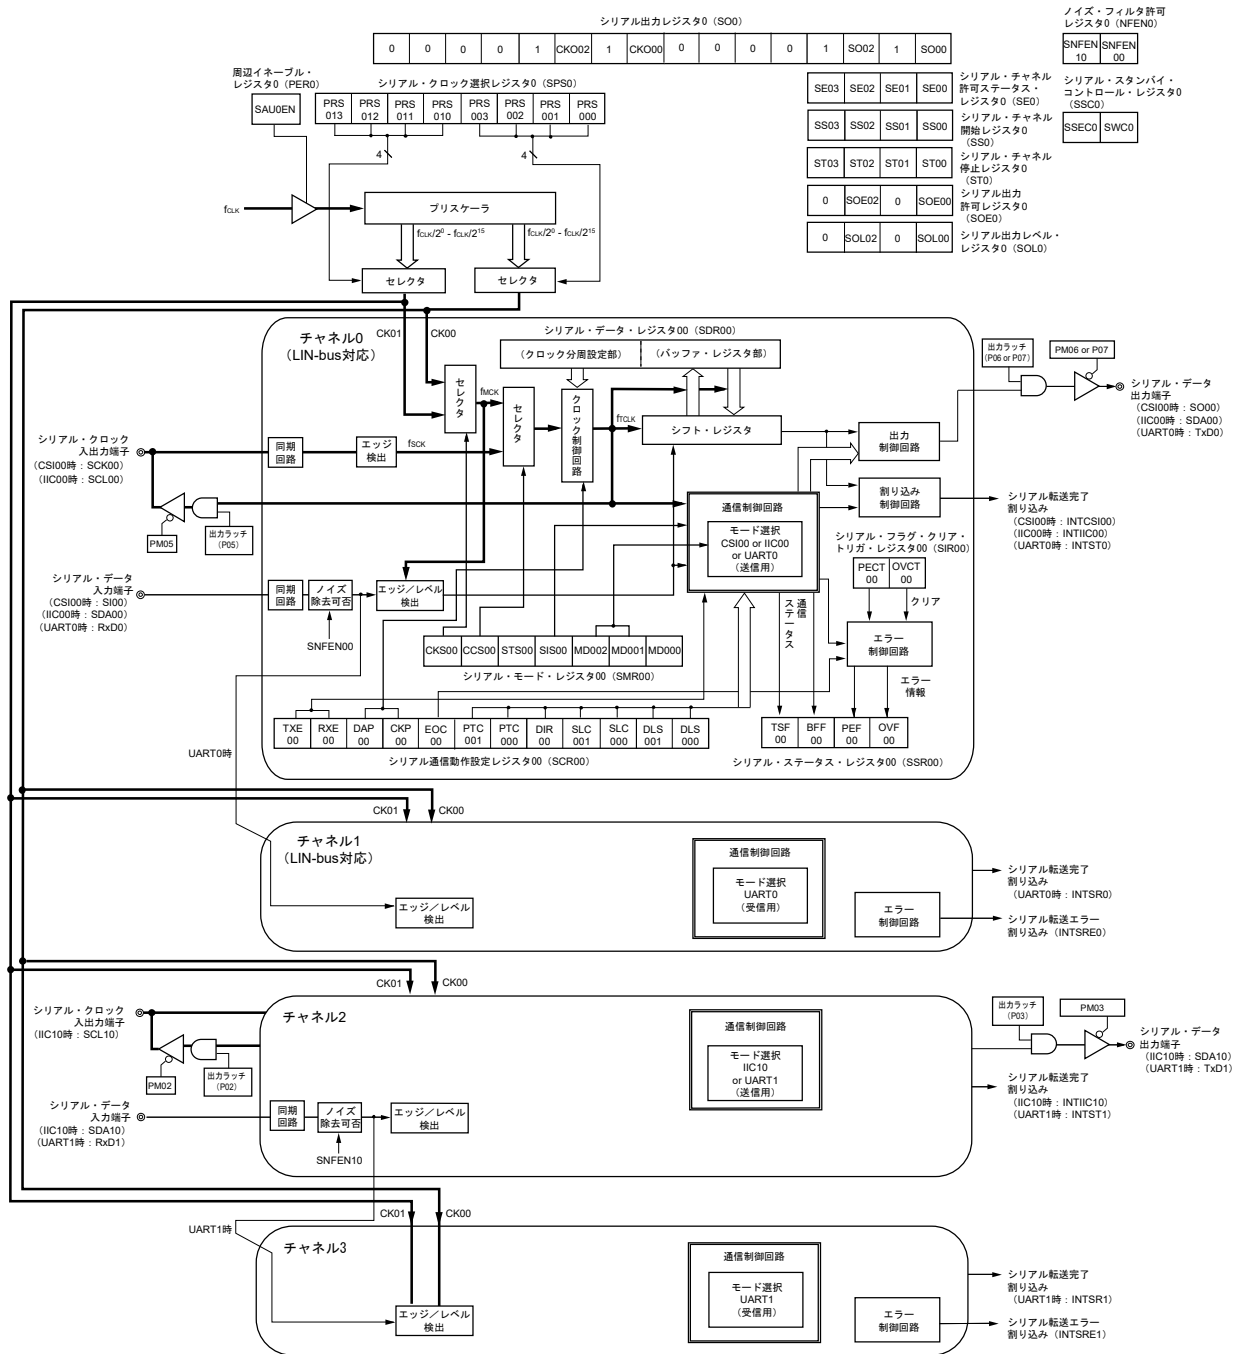 シリアル出力レジスタ0（SO0）
0 0 0 0 1 CKO02 1 CKO00 0 0 0 0 1 SO02 1 SO00
ノイズ・フィルタ許可
レジスタ0（NFEN0）
SNFEN
10
SNFEN
00
周辺イネーブル・
レジスタ0（PER0）
SAU0EN
シリアル・クロック選択レジスタ0（SPS0）
PRS
013
PRS
012
PRS
011
PRS
010
PRS
003
PRS
002
PRS
001
PRS
000
4
4
SE03 SE02 SE01 SE00
シリアル・チャネル
許可ステータス・
レジスタ0（SE0）
SS03 SS02 SS01 SS00
シリアル・チャネル
開始レジスタ0
（SS0）
ST03 ST02 ST01 ST00
シリアル・チャネル
停止レジスタ0
（ST0）
0 SOE02 0 SOE00
シリアル出力
許可レジスタ0
（SOE0）
0 SOL02 0 SOL00
シリアル出力レベル・
レジスタ0（SOL0）
シリアル・スタンバイ・
コントロール・レジスタ0
（SSC0）
SSEC0 SWC0
fCLK
プリスケーラ
fCLK/2⁰ - fCLK/2¹⁵
fCLK/2⁰ - fCLK/2¹⁵
セレクタ
セレクタ
チャネル0
（LIN-bus対応）
CK01
CK00
シリアル・データ・レジスタ00（SDR00）
（クロック分周設定部）
（バッファ・レジスタ部）
セレクタ
fMCK
セレクタ
クロック制御回路
fTCLK
シフト・レジスタ
出力
制御回路
出力ラッチ
（P06 or P07）
PM06 or P07
シリアル・データ
出力端子
（CSI00時：SO00）
（IIC00時：SDA00）
（UART0時：TxD0）
シリアル・クロック
入出力端子
（CSI00時：SCK00）
（IIC00時：SCL00）
同期
回路
エッジ
検出
fSCK
PM05
出力ラッチ
（P05）
通信制御回路
モード選択
CSI00 or IIC00
or UART0
（送信用）
割り込み
制御回路
シリアル転送完了
割り込み
（CSI00時：INTCSI00）
（IIC00時：INTIIC00）
（UART0時：INTST0）
シリアル・フラグ・クリア・
トリガ・レジスタ00（SIR00）
PECT
00
OVCT
00
クリア
シリアル・データ
入力端子
（CSI00時：SI00）
（IIC00時：SDA00）
（UART0時：RxD0）
同期
回路
ノイズ
除去可否
エッジ／レベル
検出
SNFEN00
通信
ステータス
エラー
制御回路
エラー
情報
CKS00 CCS00 STS00 SIS00 MD002 MD001 MD000
シリアル・モード・レジスタ00（SMR00）
TXE
00
RXE
00
DAP
00
CKP
00
EOC
00
PTC
001
PTC
000
DIR
00
SLC
001
SLC
000
DLS
001
DLS
000
シリアル通信動作設定レジスタ00（SCR00）
TSF
00
BFF
00
PEF
00
OVF
00
シリアル・ステータス・レジスタ00（SSR00）
UART0時
CK01
CK00
チャネル1
（LIN-bus対応）
通信制御回路
モード選択
UART0
（受信用）
エッジ／レベル
検出
エラー
制御回路
シリアル転送完了
割り込み
（UART0時：INTSR0）
シリアル転送エラー
割り込み（INTSRE0）
CK01
CK00
チャネル2
シリアル・クロック
入出力端子
（IIC10時：SCL10）
PM02
出力ラッチ
（P02）
通信制御回路
モード選択
IIC10
or UART1
（送信用）
出力ラッチ
（P03）
PM03
シリアル・データ
出力端子
（IIC10時：SDA10）
（UART1時：TxD1）
シリアル転送完了
割り込み
（IIC10時：INTIIC10）
（UART1時：INTST1）
シリアル・データ
入力端子
（IIC10時：SDA10）
（UART1時：RxD1）
同期
回路
ノイズ
除去可否
エッジ／レベル
検出
SNFEN10
UART1時
CK01
CK00
チャネル3
通信制御回路
モード選択
UART1
（受信用）
エッジ／レベル
検出
エラー
制御回路
シリアル転送完了
割り込み
（UART1時：INTSR1）
シリアル転送エラー
割り込み（INTSRE1）